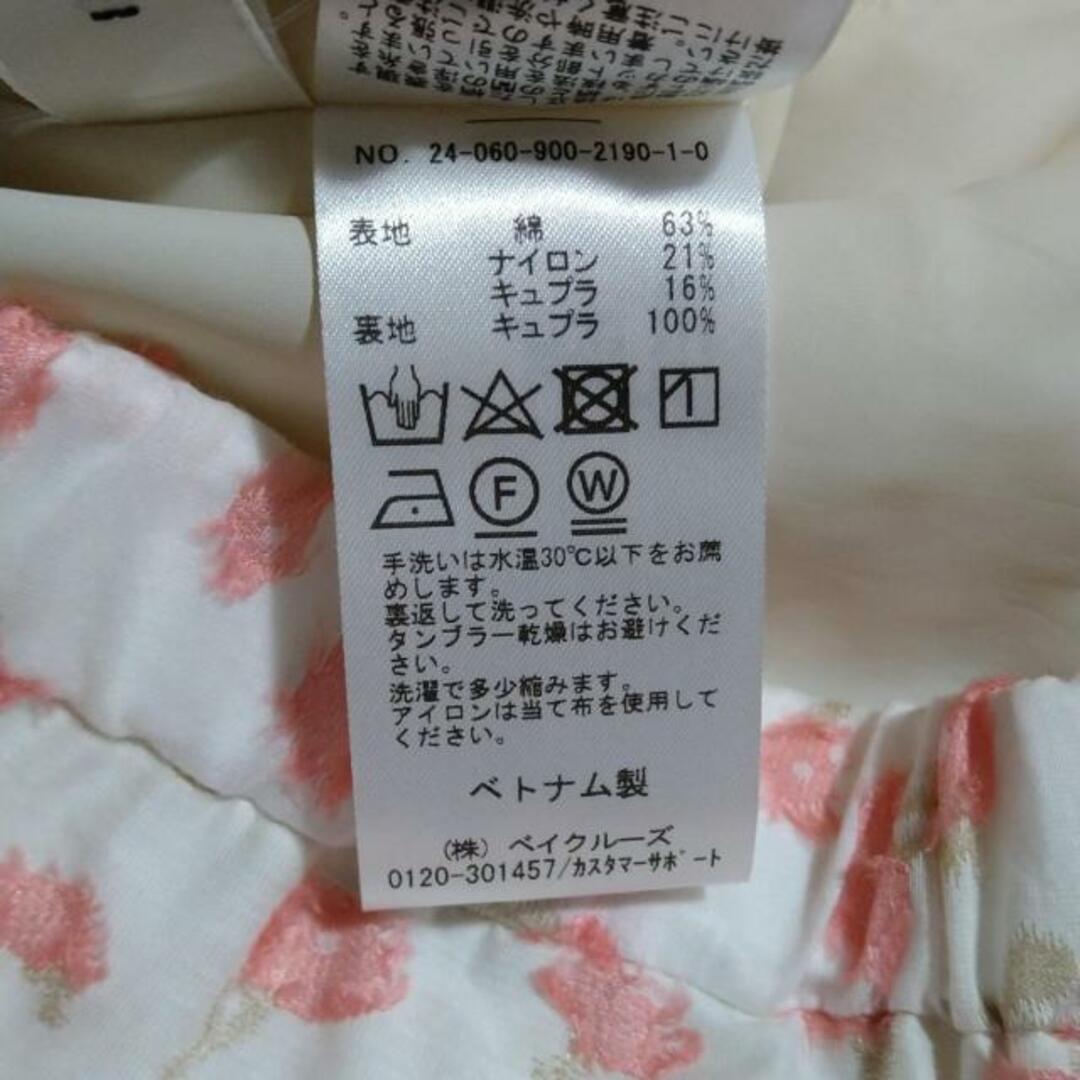 NO. 24-060-900-2190-1-0
表地 綿 63%
ナイロン 21%
キュプラ 16%
裏地 キュプラ 100%
F W
手洗いは水温30℃以下をお薦
めします。
裏返して洗ってください。
タンブラー乾燥はお避けくだ
さい。
洗濯で多少縮みます。
アイロンは当て布を使用して
ください。
ベトナム製
(株) ベイクルーズ
0120-301457/カスタマーサポート